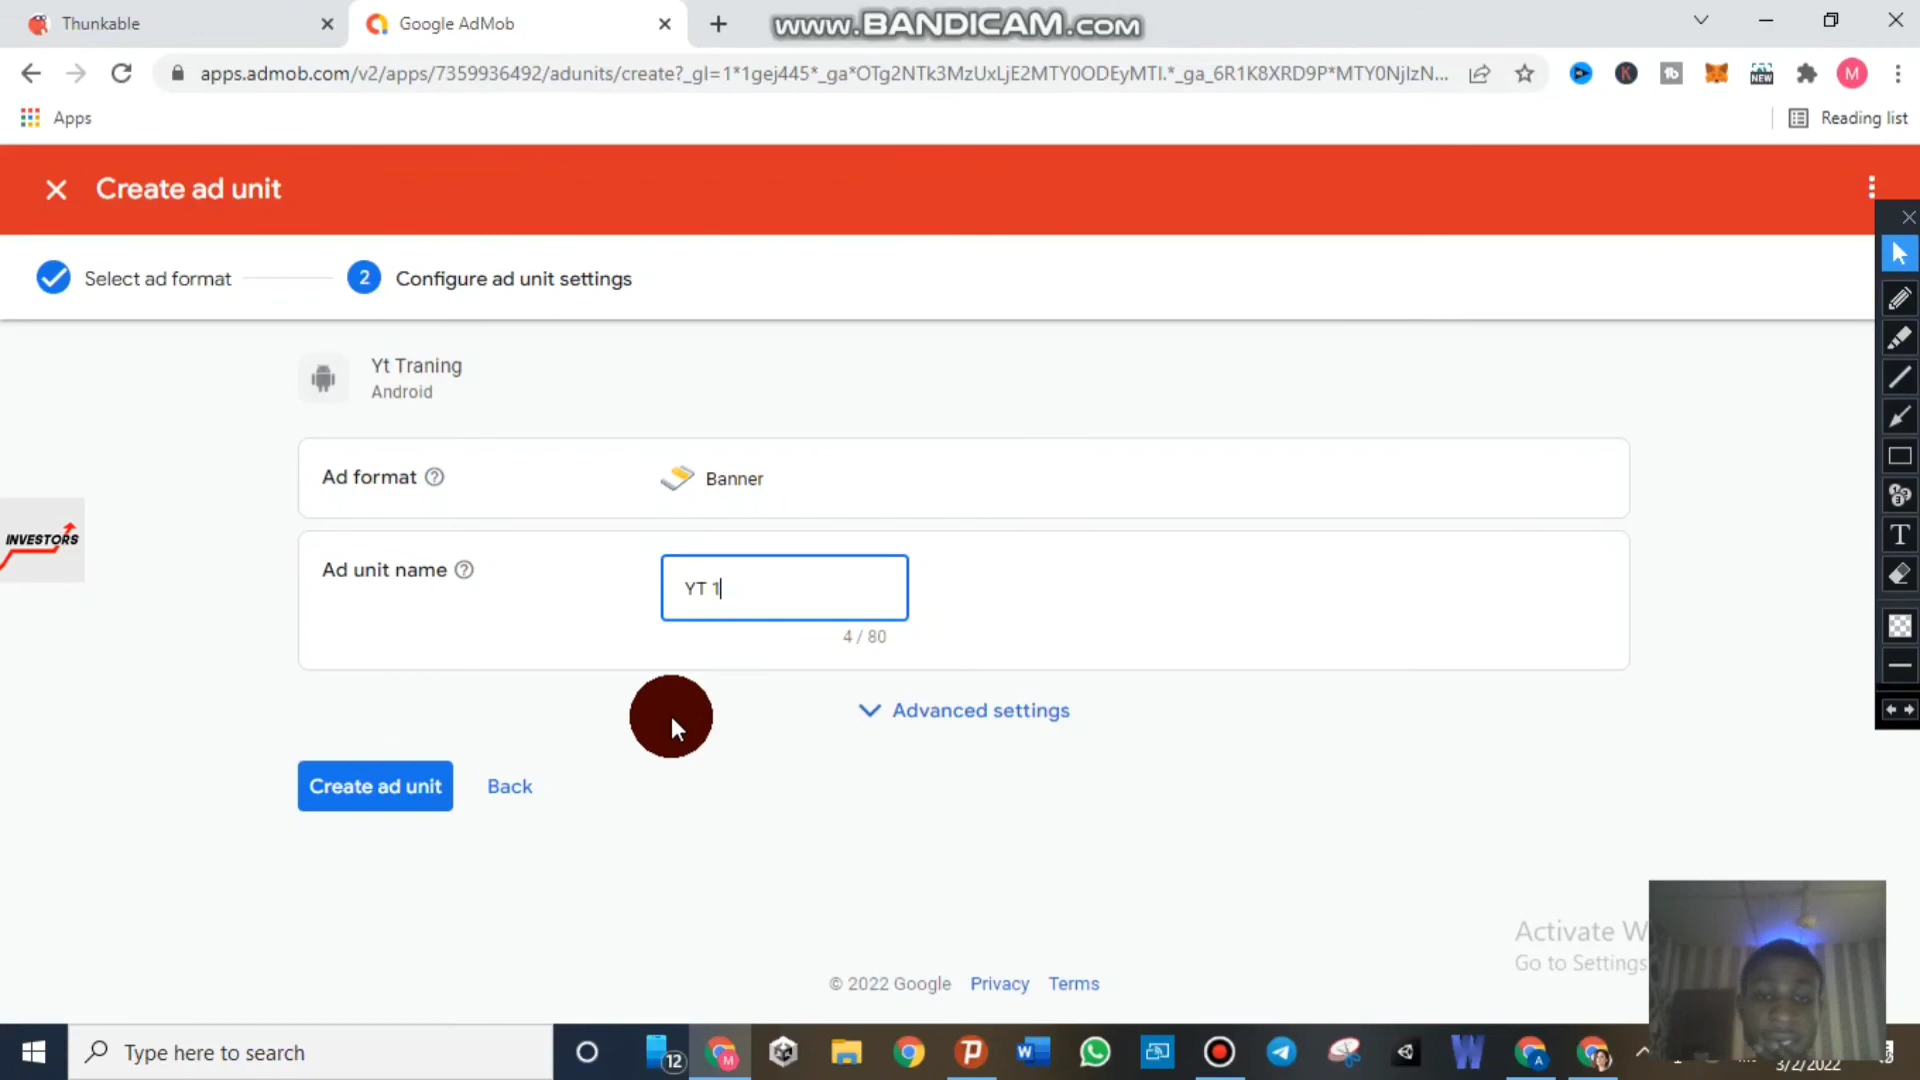 Thunkable
Google AdMob
www.BANDICAM.com
apps.admob.com/v2/apps/7359936492/adunits/create?_gl=1*1gej445*_ga*OTg2NTk3MzUxLjE2MTY0ODEyMTI.*_ga_6R1K8XRD9P*MTY0NjIzN...
NEW
M
Apps
Reading list
Create ad unit
Select ad format
2
Configure ad unit settings
Yt Traning
Android
Ad format
Banner
INVESTORS
Ad unit name
YT 1
4 / 80
Advanced settings
Create ad unit
Back
Activate W
Go to Settings
© 2022 Google Privacy Terms
Type here to search
12
3/2/2022